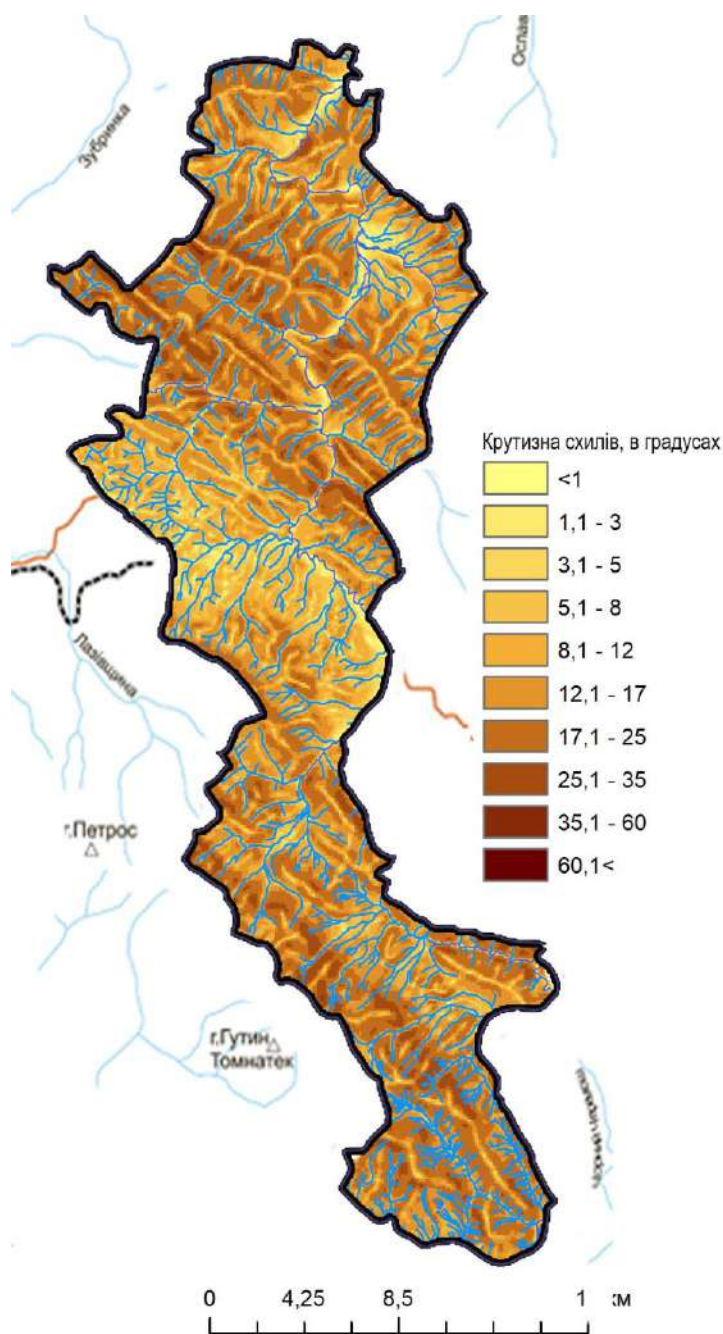 Ослав
Зубринка
Крутизна схилів, в градусах
<1
1,1 - 3
3,1 - 5
5,1 - 8
8,1 - 12
12,1 - 17
17,1 - 25
25,1 - 35
35,1 - 60
60,1<
Лазівщина
г.Петрос
г.Гутин
Томнатек
0 4,25 8,5 1 км